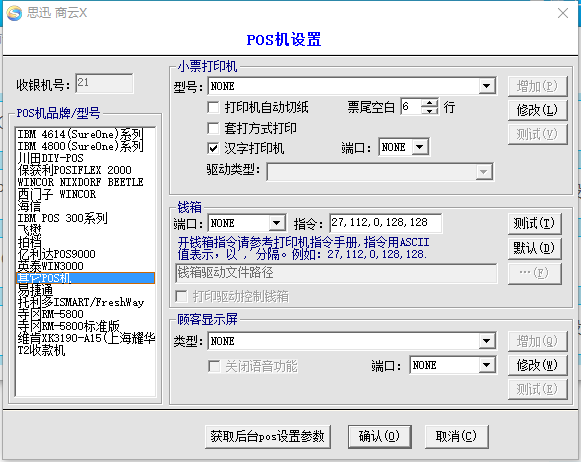 思迅 商云X
POS机设置
收银机号: 21
POS机品牌/型号
IBM 4614(SureOne)系列
IBM 4800(SureOne)系列
川田DIY-POS
保获利POSIFLEX 2000
WINCOR NIXDORF BEETLE
西门子 WINCOR
海信
IBM POS 300系列
飞懋
拍档
亿利达POS9000
英泰WIN3000
其它POS机
易捷通
托利多ISMART/FreshWay
寺冈RM-5800
寺冈RM-5800标准版
维肯XK3190-A15(上海耀华
T2收款机
小票打印机
型号: NONE 增加(P)
打印机自动切纸 票尾空白 6 行 修改(L)
套打方式打印 测试(V)
汉字打印机 端口: NONE
驱动类型:
钱箱
端口: NONE 指令: 27,112,0,128,128 测试(T)
开钱箱指令请参考打印机指令手册,指令用ASCII
值表示, 以 ',' 分隔。例如: 27,112,0,128,128. 默认(D)
钱箱驱动文件路径 ...(F)
打印驱动控制钱箱
顾客显示屏
类型: NONE 增加(Q)
关闭语音功能 端口: NONE 修改(W)
测试(E)
获取后台pos设置参数 确认(O) 取消(C)